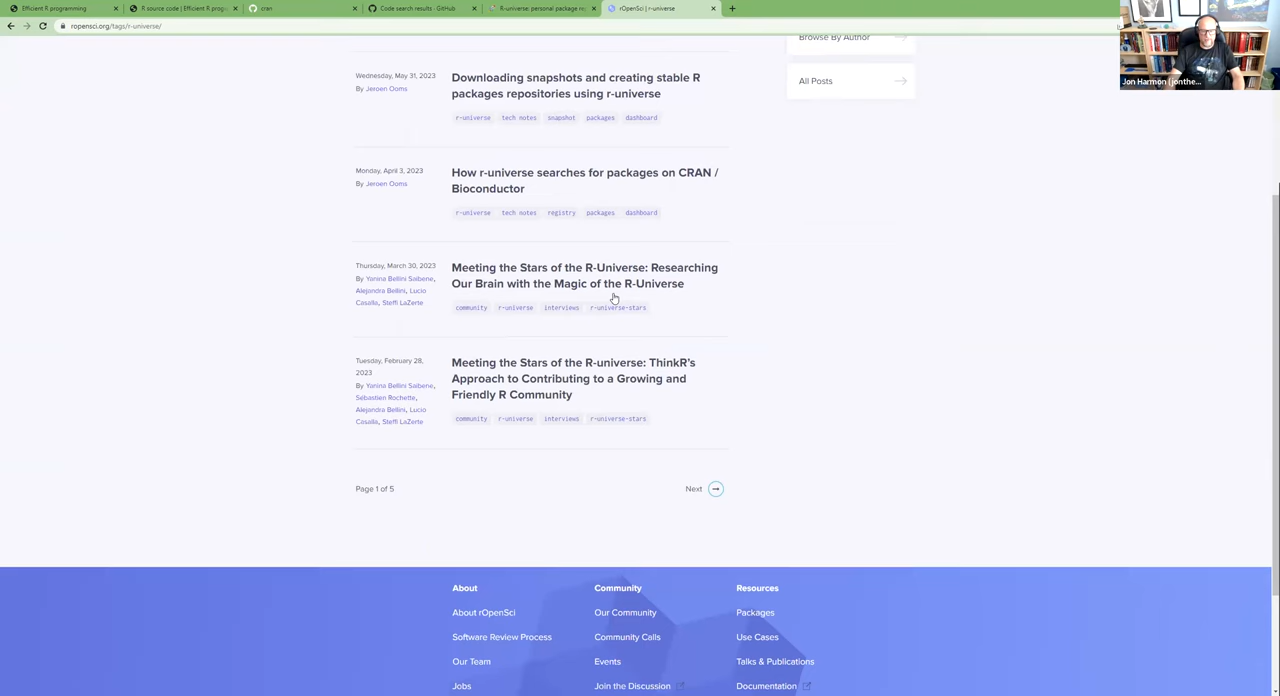 Efficient R programming
R source code | Efficient R prog
cran
Code search results · GitHub
R-universe: personal package re
rOpenSci | r-universe
ropensci.org/tags/r-universe/
Jon Harmon (jonthe...
Browse By Author
All Posts
Wednesday, May 31, 2023
By Jeroen Ooms
Downloading snapshots and creating stable R
packages repositories using r-universe
r-universe tech notes snapshot packages dashboard
Monday, April 3, 2023
By Jeroen Ooms
How r-universe searches for packages on CRAN /
Bioconductor
r-universe tech notes registry packages dashboard
Thursday, March 30, 2023
By Yanina Bellini Saibene,
Alejandra Bellini, Lucio
Casalla, Steffi LaZerte
Meeting the Stars of the R-Universe: Researching
Our Brain with the Magic of the R-Universe
community r-universe interviews r-universe-stars
Tuesday, February 28,
2023
By Yanina Bellini Saibene,
Sébastien Rochette,
Alejandra Bellini, Lucio
Casalla, Steffi LaZerte
Meeting the Stars of the R-universe: ThinkR's
Approach to Contributing to a Growing and
Friendly R Community
community r-universe interviews r-universe-stars
Page 1 of 5
Next
About
About rOpenSci
Software Review Process
Our Team
Jobs
Community
Our Community
Community Calls
Events
Join the Discussion
Resources
Packages
Use Cases
Talks & Publications
Documentation